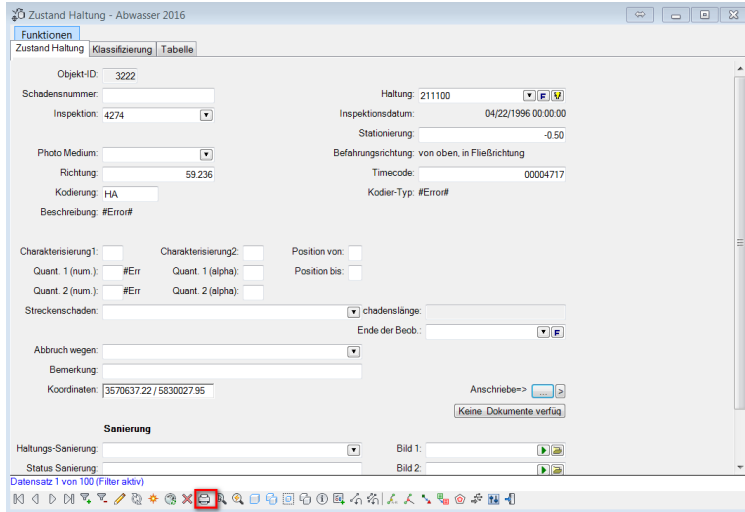 Zustand Haltung - Abwasser 2016
Funktionen
Zustand Haltung Klassifizierung Tabelle
Objekt-ID: 3222
Schadensnummer: Haltung: 211100
Inspektion: 4274 Inspektionsdatum: 04/22/1996 00:00:00
Stationierung: -0.50
Photo Medium: Befahrungsrichtung: von oben, in Fließrichtung
Richtung: 59.236 Timecode: 00004717
Kodierung: HA Kodier-Typ: #Error#
Beschreibung: #Error#
Charakterisierung1: Charakterisierung2: Position von:
Quant. 1 (num.): #Err Quant. 1 (alpha): Position bis:
Quant. 2 (num.): #Err Quant. 2 (alpha):
Streckenschaden: chadenslänge:
Ende der Beob.: F
Abbruch wegen:
Bemerkung:
Koordinaten: 3570637.22 / 5830027.95 Anschriebe=> ... >
Keine Dokumente verfüg
Sanierung
Haltungs-Sanierung: Bild 1:
Status Sanierung: Bild 2:
Datensatz 1 von 100 (Filter aktiv)